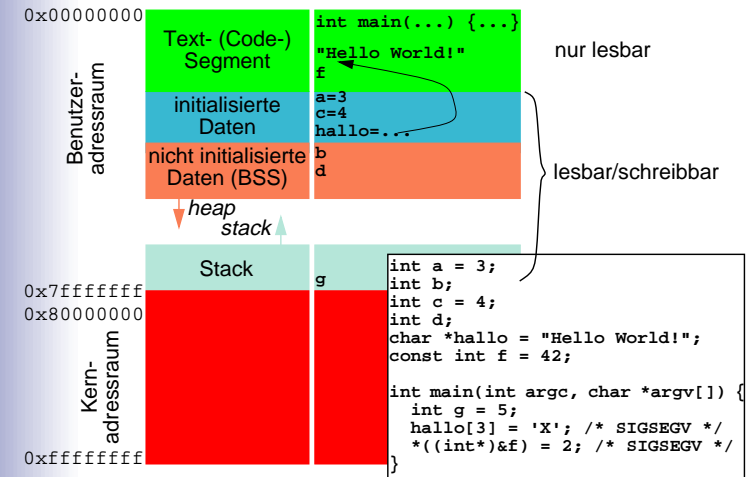 0x00000000
Benutzer-
adressraum
Text- (Code-)
Segment
int main(...) {...}
"Hello World!"
f
nur lesbar
initialisierte
Daten
a=3
c=4
hallo=...
nicht initialisierte
Daten (BSS)
b
d
lesbar/schreibbar
heap
stack
Stack
g
0x7fffffff
0x80000000
Kern-
adressraum
0xffffffff
int a = 3;
int b;
int c = 4;
int d;
char *hallo = "Hello World!";
const int f = 42;
int main(int argc, char *argv[]) {
int g = 5;
hallo[3] = 'X'; /* SIGSEGV */
*((int*)&f) = 2; /* SIGSEGV */
}